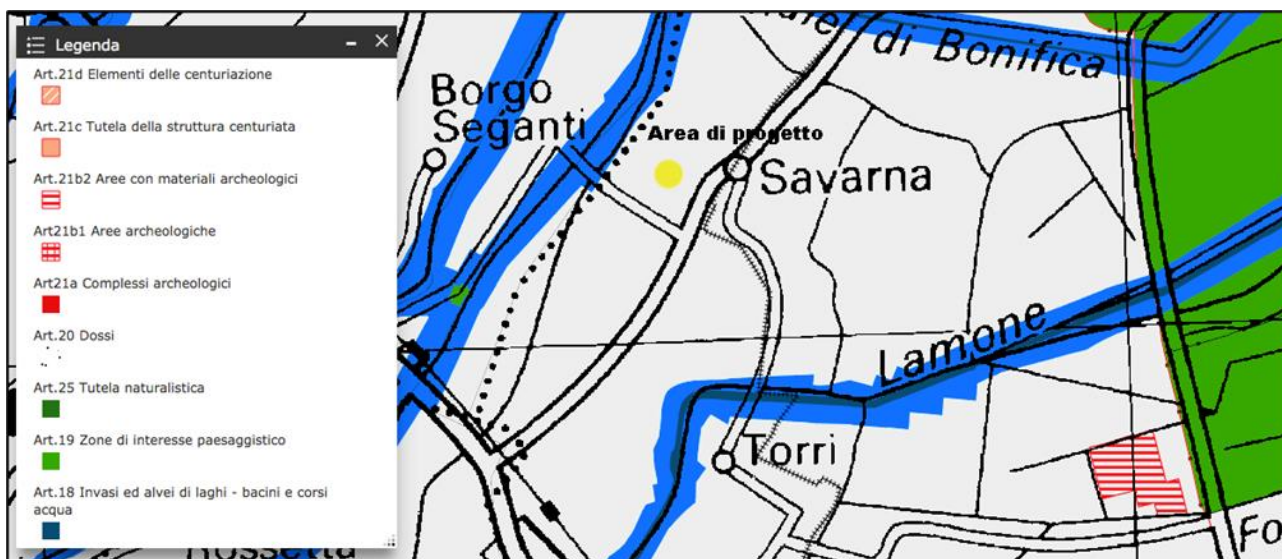 Legenda
Art.21d Elementi delle centuriazione
Art.21c Tutela della struttura centuriata
Art.21b2 Aree con materiali archeologici
Art21b1 Aree archeologiche
Art21a Complessi archeologici
Art.20 Dossi
Art.25 Tutela naturalistica
Art.19 Zone di interesse paesaggistico
Art.18 Invasi ed alvei di laghi - bacini e corsi
acqua
di Bonifica
Borgo
Seganti
Area di progetto
Savarna
Lamone
Torri
Fo